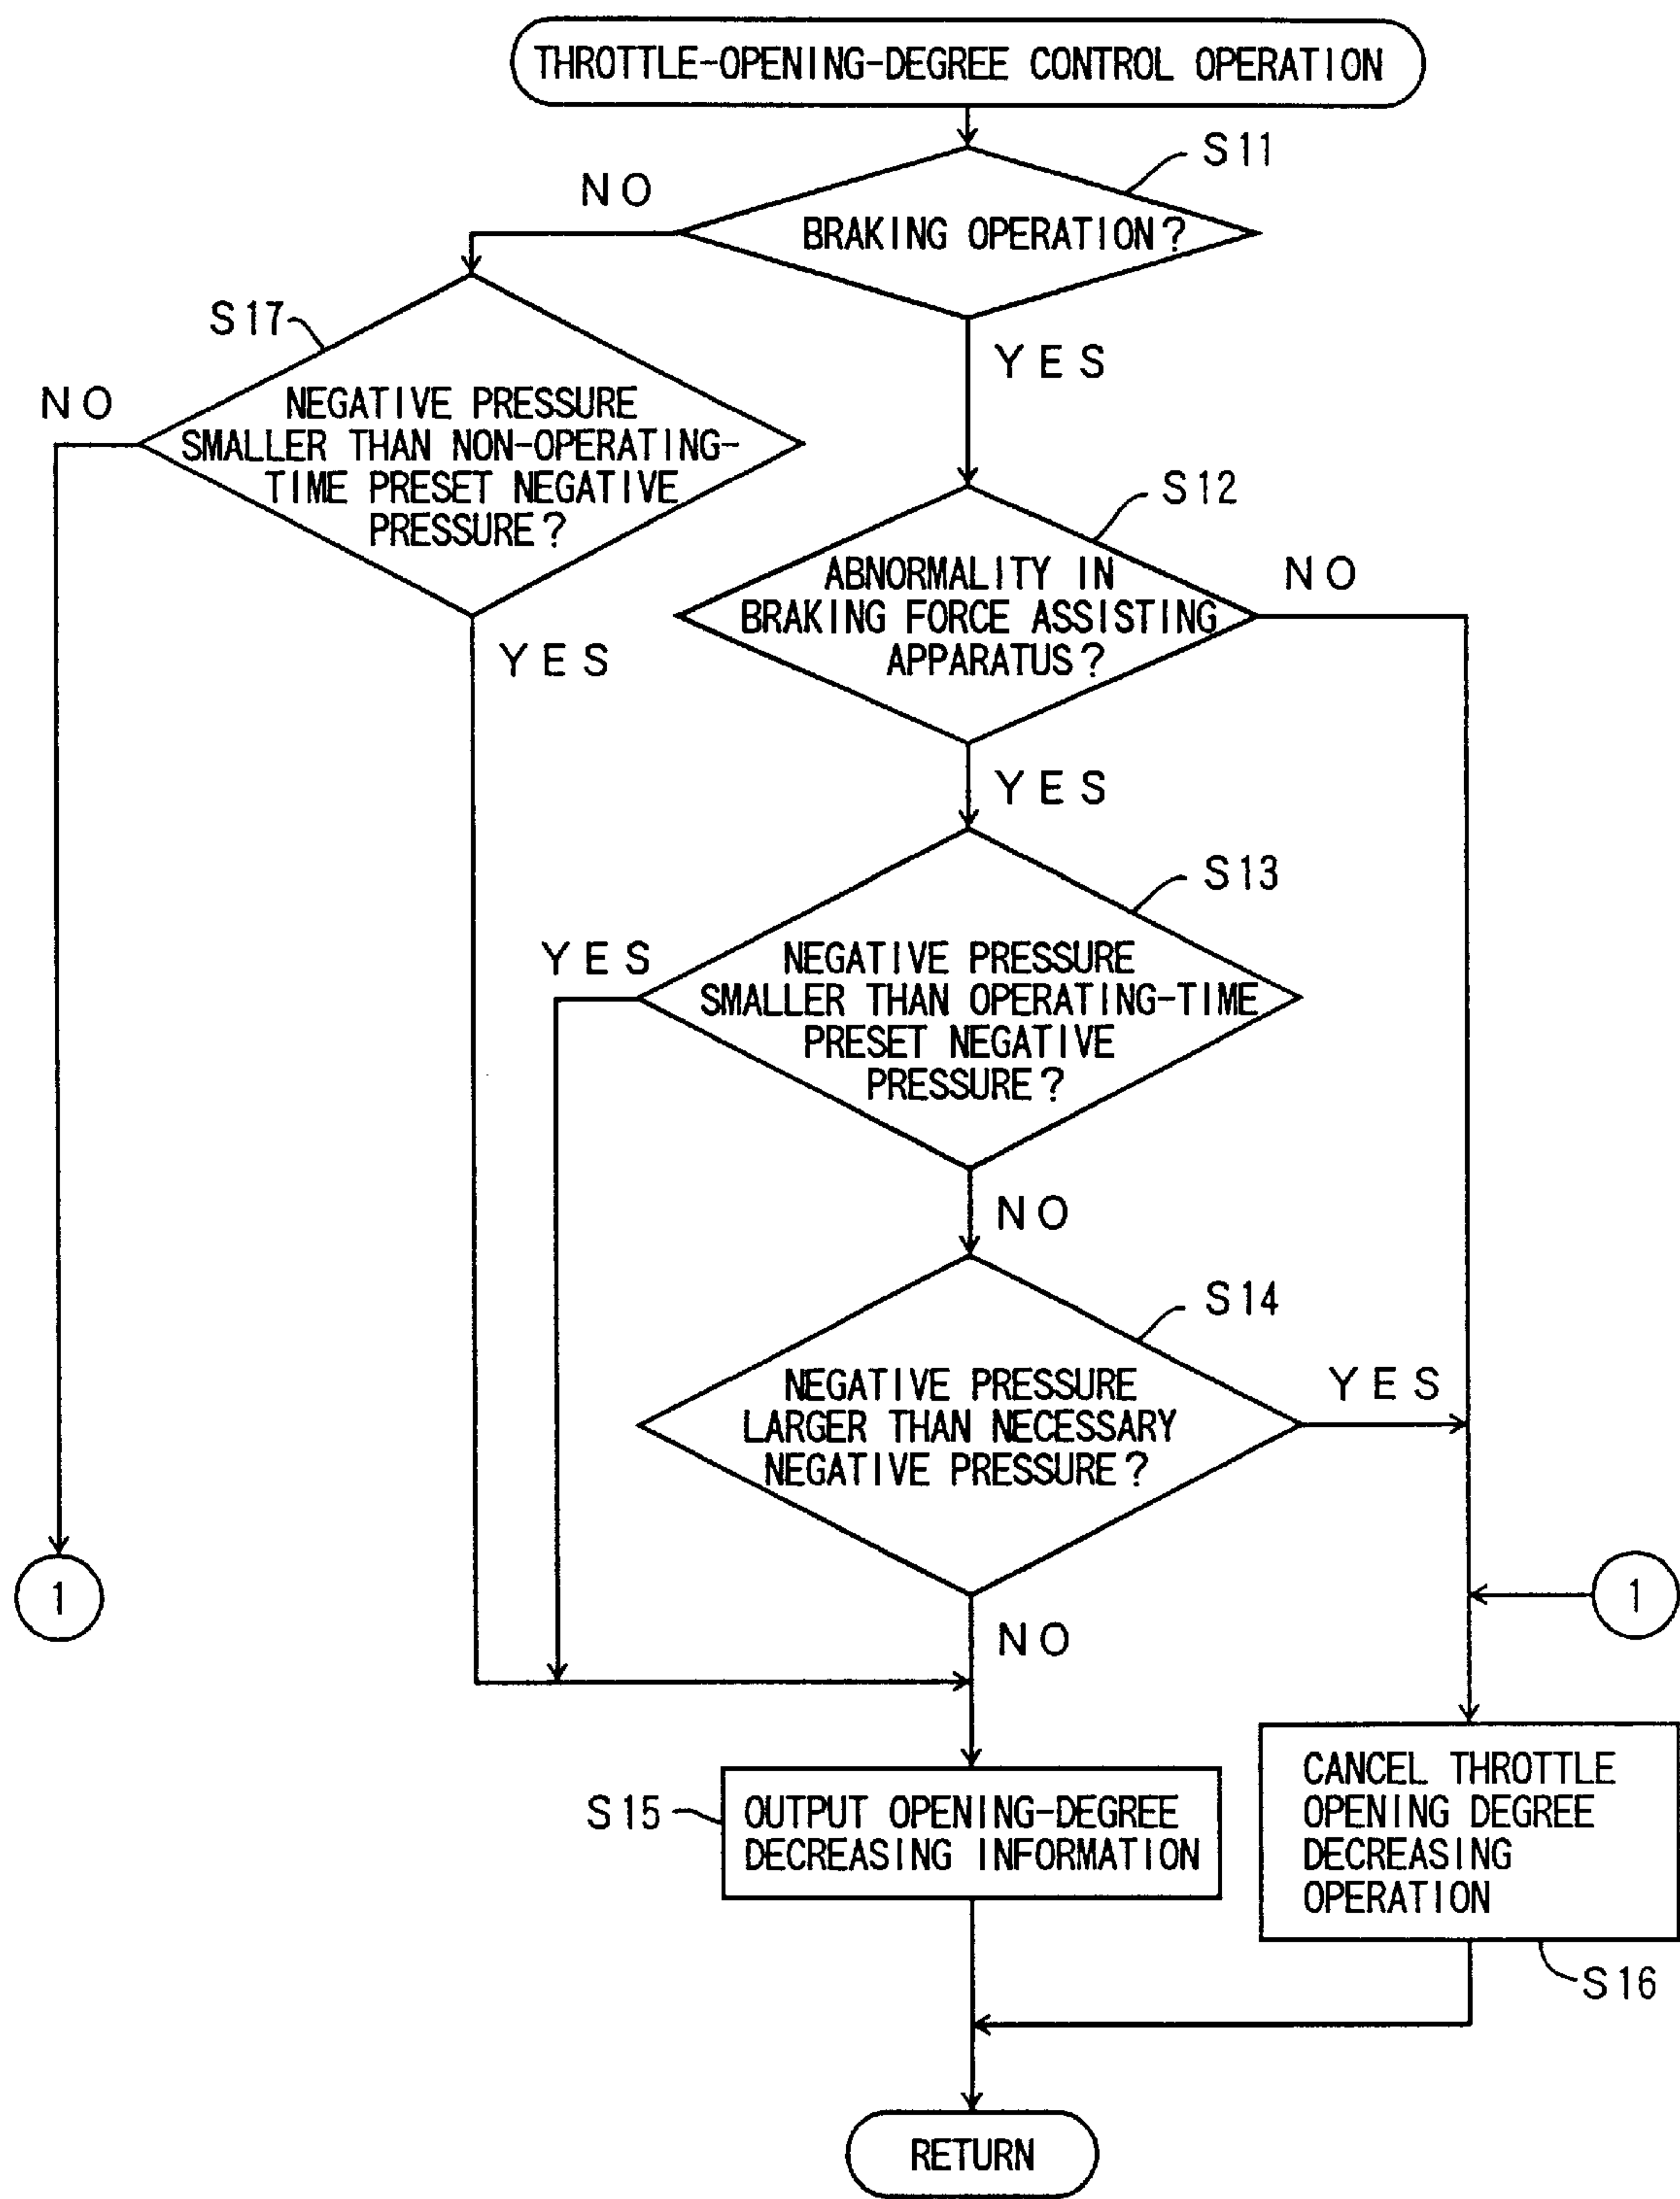 THROTTLE-OPENING-DEGREE CONTROL OPERATION
S11
NO
BRAKING OPERATION?
S17
YES
NO
NEGATIVE PRESSURE
SMALLER THAN NON-OPERATING-
TIME PRESET NEGATIVE
PRESSURE?
S12
ABNORMALITY IN
BRAKING FORCE ASSISTING
APPARATUS?
NO
YES
YES
S13
YES
NEGATIVE PRESSURE
SMALLER THAN OPERATING-TIME
PRESET NEGATIVE
PRESSURE?
NO
S14
NEGATIVE PRESSURE
LARGER THAN NECESSARY
NEGATIVE PRESSURE?
YES
1
1
NO
S15
OUTPUT OPENING-DEGREE
DECREASING INFORMATION
CANCEL THROTTLE
OPENING DEGREE
DECREASING
OPERATION
S16
RETURN